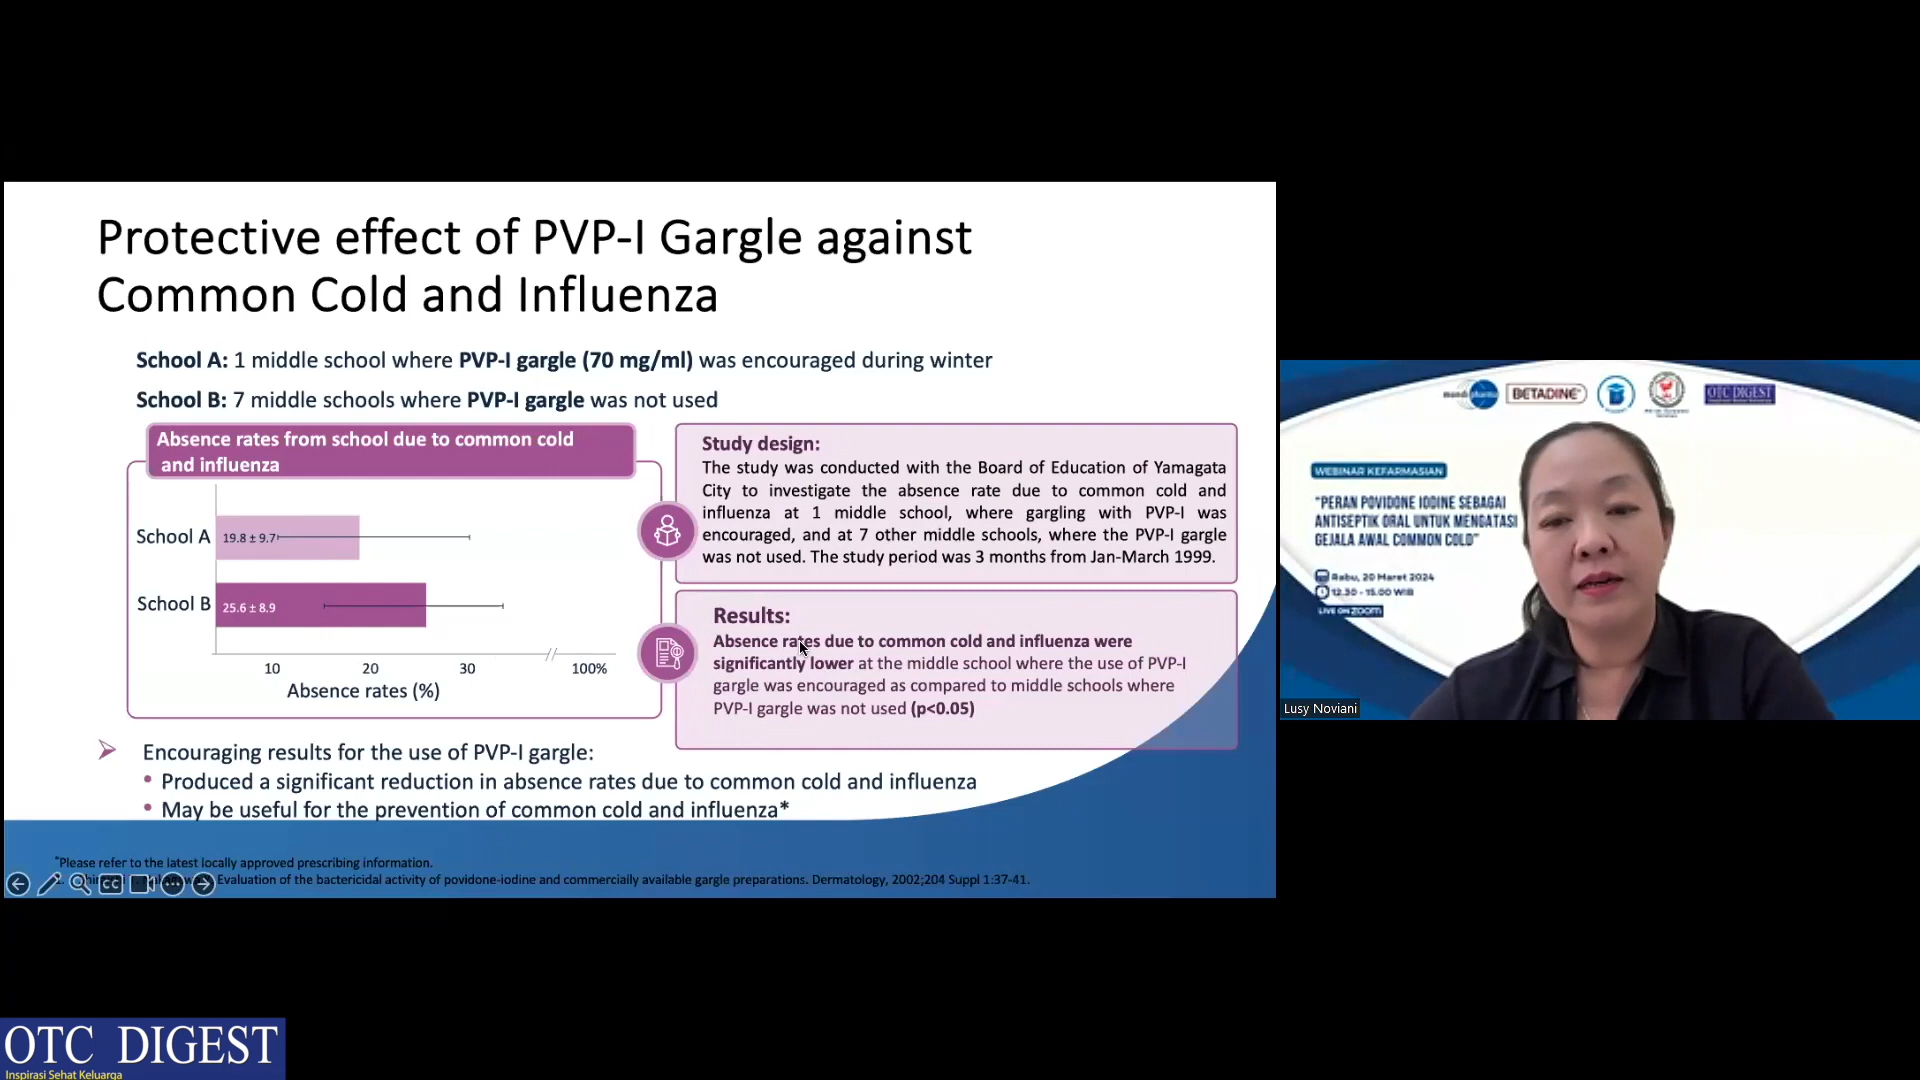 Protective effect of PVP-I Gargle against
Common Cold and Influenza
School A: 1 middle school where PVP-I gargle (70 mg/ml) was encouraged during winter
School B: 7 middle schools where PVP-I gargle was not used
Absence rates from school due to common cold
and influenza
School A
19.8 ± 9.7
School B
25.6 ± 8.9
10 20 30 100%
Absence rates (%)
Study design:
The study was conducted with the Board of Education of Yamagata
City to investigate the absence rate due to common cold and
influenza at 1 middle school, where gargling with PVP-I was
encouraged, and at 7 other middle schools, where the PVP-I gargle
was not used. The study period was 3 months from Jan-March 1999.
Results:
Absence rates due to common cold and influenza were
significantly lower at the middle school where the use of PVP-I
gargle was encouraged as compared to middle schools where
PVP-I gargle was not used (p<0.05)
Encouraging results for the use of PVP-I gargle:
• Produced a significant reduction in absence rates due to common cold and influenza
• May be useful for the prevention of common cold and influenza*
*Please refer to the latest locally approved prescribing information.
Evaluation of the bactericidal activity of povidone-iodine and commercially available gargle preparations. Dermatology, 2002;204 Suppl 1:37-41.
CC
mundipharma
BETADINE
OTC DIGEST
WEBINAR KEFARMASIAN
"PERAN POVIDONE IODINE SEBAGAI
ANTISEPTIK ORAL UNTUK MENGATASI
GEJALA AWAL COMMON COLD"
Rabu, 20 Maret 2024
12.30 - 15.00 WIB
LIVE ON ZOOM
Lusy Noviani
OTC DIGEST
Inspirasi Sehat Keluarga